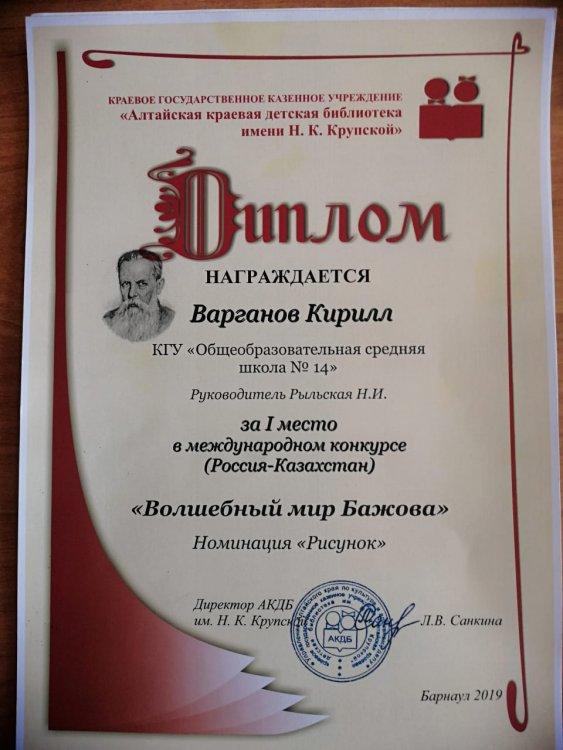 КРАЕВОЕ ГОСУДАРСТВЕННОЕ КАЗЕННОЕ УЧРЕЖДЕНИЕ
«Алтайская краевая детская библиотека
имени Н. К. Крупской»
Диплом
НАГРАЖДАЕТСЯ
Варганов Кирилл
КГУ «Общеобразовательная средняя
школа № 14»
Руководитель Рыльская Н.И.
за I место
в международном конкурсе
(Россия-Казахстан)
«Волшебный мир Бажова»
Номинация «Рисунок»
Директор АКДБ
им. Н. К. Крупской
Л.В. Санкина
АКДБ
Барнаул 2019